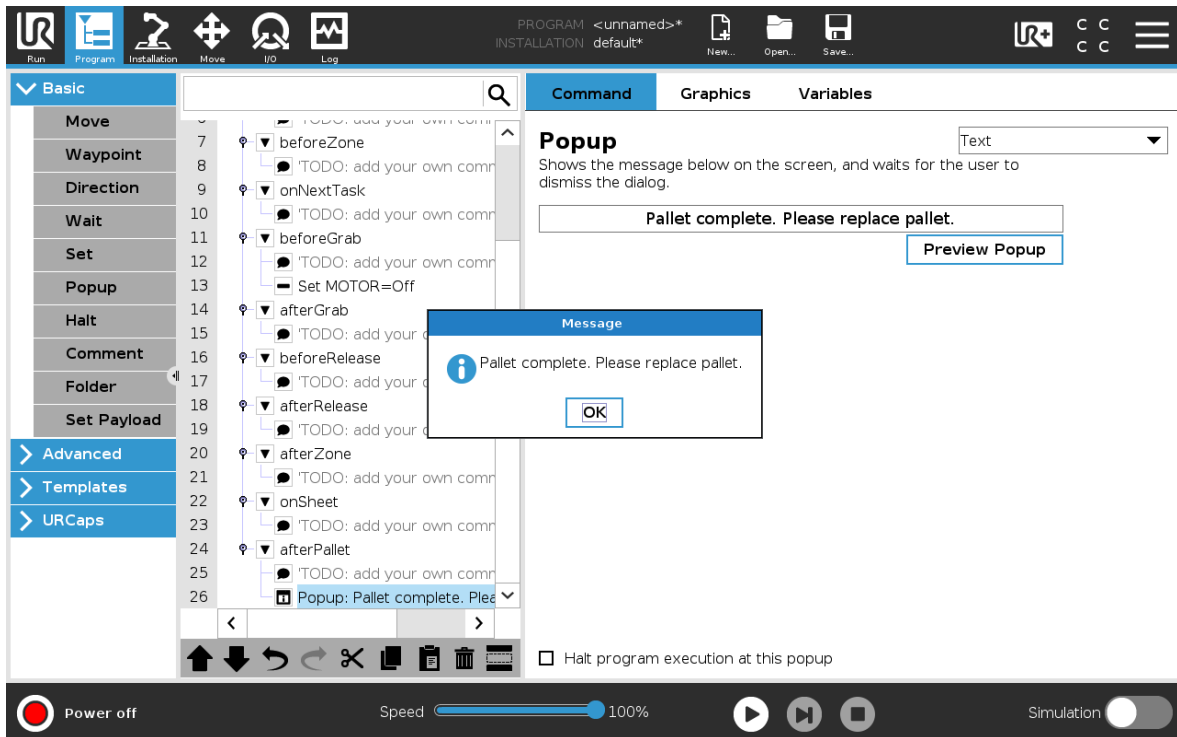 PROGRAM <unnamed>*
INSTALLATION default*
New...
Open...
Save...
UR+
C C
C C
UR
Run
Program
Installation
Move
I/O
Log
Basic
Move
Waypoint
Direction
Wait
Set
Popup
Halt
Comment
Folder
Set Payload
Advanced
Templates
URCaps
7 beforeZone
8 'TODO: add your own comm
9 onNextTask
10 'TODO: add your own comm
11 beforeGrab
12 'TODO: add your own comm
13 Set MOTOR=Off
14 afterGrab
15 'TODO: add your
16 beforeRelease
17 'TODO: add your
18 afterRelease
19 'TODO: add your
20 afterZone
21 'TODO: add your own comm
22 onSheet
23 'TODO: add your own comm
24 afterPallet
25 'TODO: add your own comm
26 Popup: Pallet complete. Plea
Command Graphics Variables
Popup
Text
Shows the message below on the screen, and waits for the user to
dismiss the dialog.
Pallet complete. Please replace pallet.
Preview Popup
Message
Pallet complete. Please replace pallet.
OK
Halt program execution at this popup
Power off
Speed 100%
Simulation